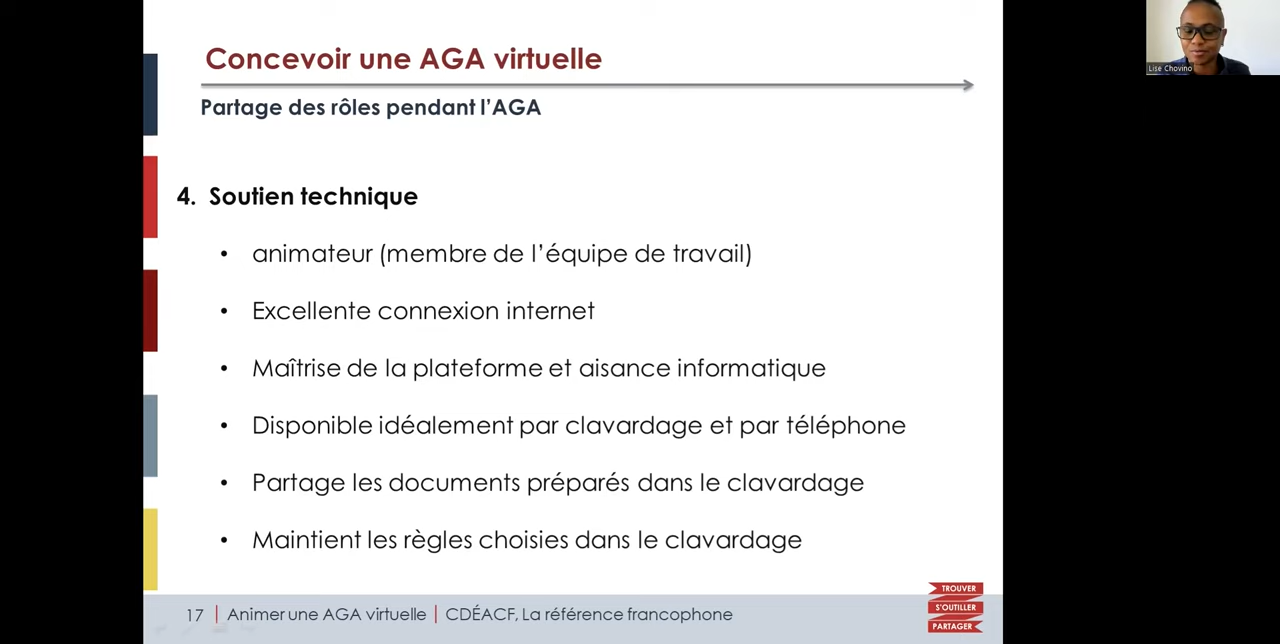 Concevoir une AGA virtuelle
Partage des rôles pendant l'AGA
4. Soutien technique
• animateur (membre de l'équipe de travail)
• Excellente connexion internet
• Maîtrise de la plateforme et aisance informatique
• Disponible idéalement par clavardage et par téléphone
• Partage les documents préparés dans le clavardage
• Maintient les règles choisies dans le clavardage
17 | Animer une AGA virtuelle | CDÉACF, La référence francophone
TROUVER
S'OUTILLER
PARTAGER
Lise Chovino